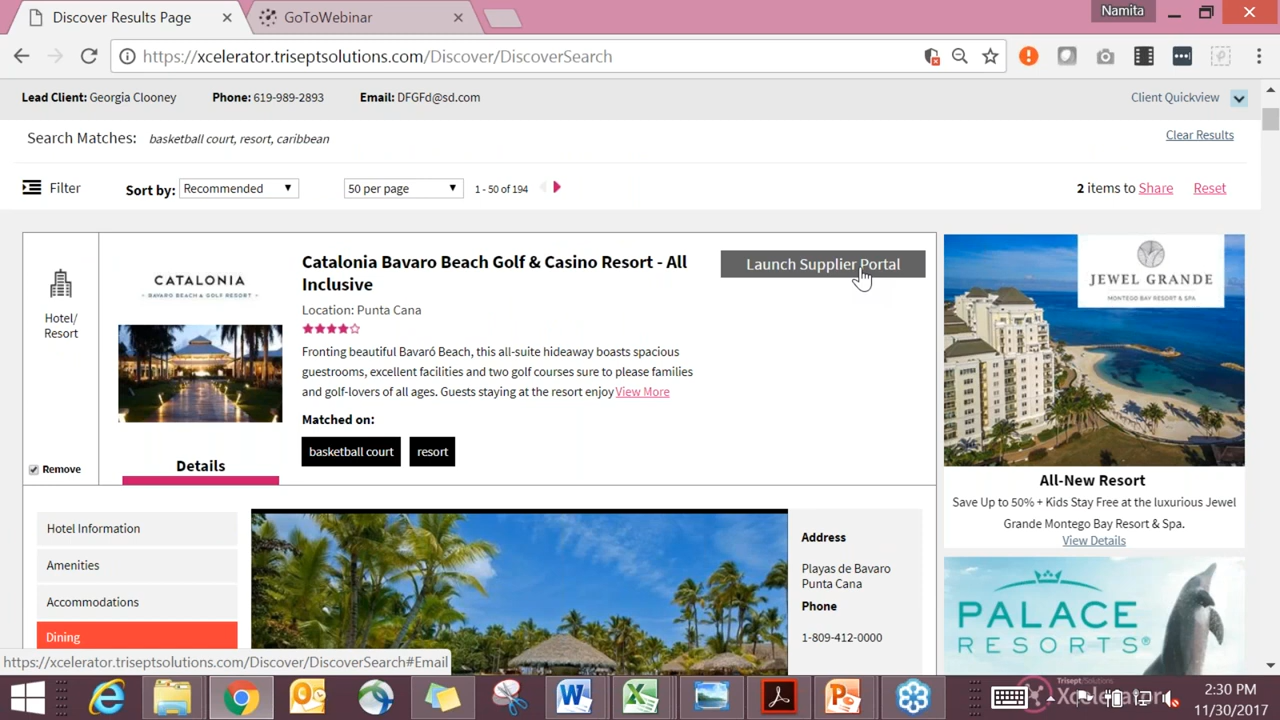 Discover Results Page
GoToWebinar
Namita
https://xcelerator.triseptsolutions.com/Discover/DiscoverSearch
Lead Client: Georgia Clooney Phone: 619-989-2893 Email: DFGFd@sd.com
Client Quickview
Search Matches: basketball court, resort, caribbean
Clear Results
Filter Sort by: Recommended 50 per page 1 - 50 of 194
2 items to Share Reset
Hotel/
Resort
Remove
CATALONIA
BAVARO BEACH & GOLF RESORT
Details
Catalonia Bavaro Beach Golf & Casino Resort - All
Inclusive
Launch Supplier Portal
Location: Punta Cana
Fronting beautiful Bavaró Beach, this all-suite hideaway boasts spacious
guestrooms, excellent facilities and two golf courses sure to please families
and golf-lovers of all ages. Guests staying at the resort enjoy View More
Matched on:
basketball court resort
Hotel Information
Amenities
Accommodations
Dining
Address
Playas de Bavaro
Punta Cana
Phone
1-809-412-0000
JEWEL GRANDE
MONTEGO BAY RESORT & SPA
All-New Resort
Save Up to 50% + Kids Stay Free at the luxurious Jewel
Grande Montego Bay Resort & Spa.
View Details
PALACE
RESORTS®
https://xcelerator.triseptsolutions.com/Discover/DiscoverSearch#Email
Trisept Solutions
Xcelerator
2:30 PM
11/30/2017